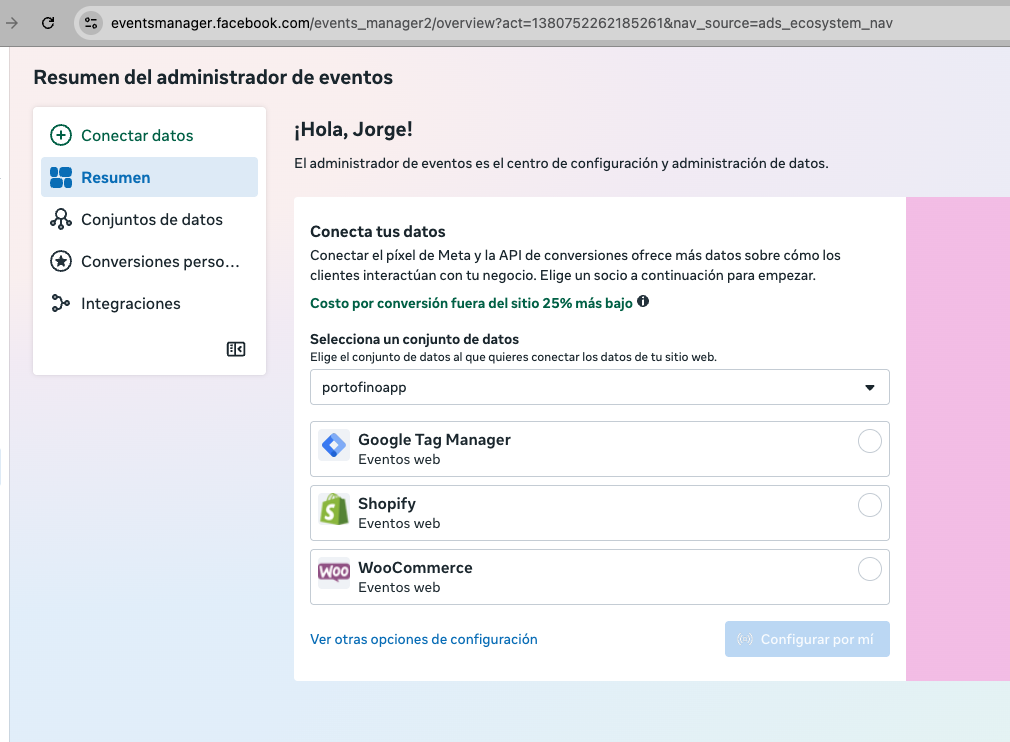 eventsmanager.facebook.com/events_manager2/overview?act=1380752262185261&nav_source=ads_ecosystem_nav
Resumen del administrador de eventos
Conectar datos
Resumen
Conjuntos de datos
Conversiones perso...
Integraciones
¡Hola, Jorge!
El administrador de eventos es el centro de configuración y administración de datos.
Conecta tus datos
Conectar el píxel de Meta y la API de conversiones ofrece más datos sobre cómo los
clientes interactúan con tu negocio. Elige un socio a continuación para empezar.
Costo por conversión fuera del sitio 25% más bajo
Selecciona un conjunto de datos
Elige el conjunto de datos al que quieres conectar los datos de tu sitio web.
portofinoapp
Google Tag Manager
Eventos web
Shopify
Eventos web
WOO
WooCommerce
Eventos web
Ver otras opciones de configuración
Configurar por mí